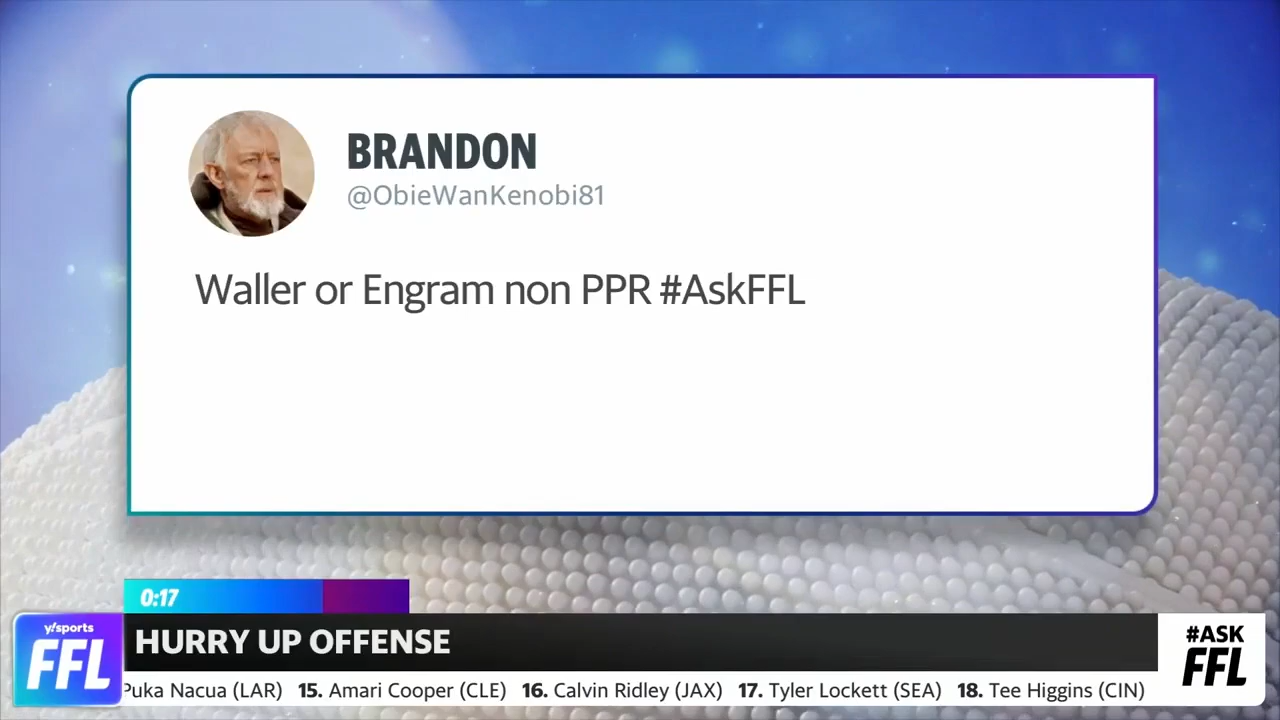 BRANDON
@ObieWanKenobi81
Waller or Engram non PPR #AskFFL
0:17
y!sports
FFL
HURRY UP OFFENSE
#ASK
FFL
Puka Nacua (LAR) 15. Amari Cooper (CLE) 16. Calvin Ridley (JAX) 17. Tyler Lockett (SEA) 18. Tee Higgins (CIN)